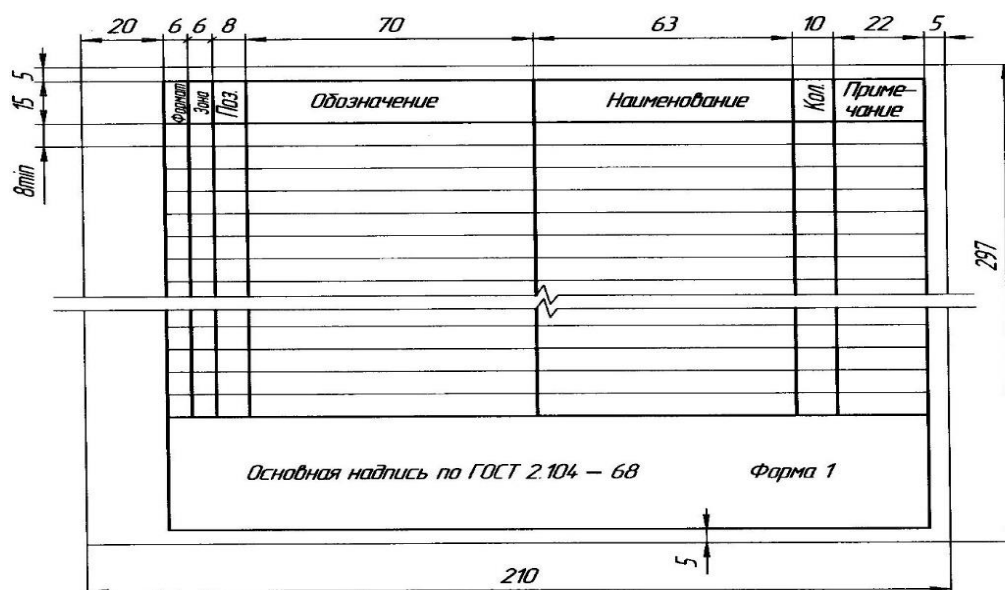 20 6 6 8 70 63 10 22 5
5
15
8min
Формат
Зона
Поз.
Обозначение
Наименование
Кол.
Приме-
чание
297
Основная надпись по ГОСТ 2.104 – 68 Форма 1
5
210